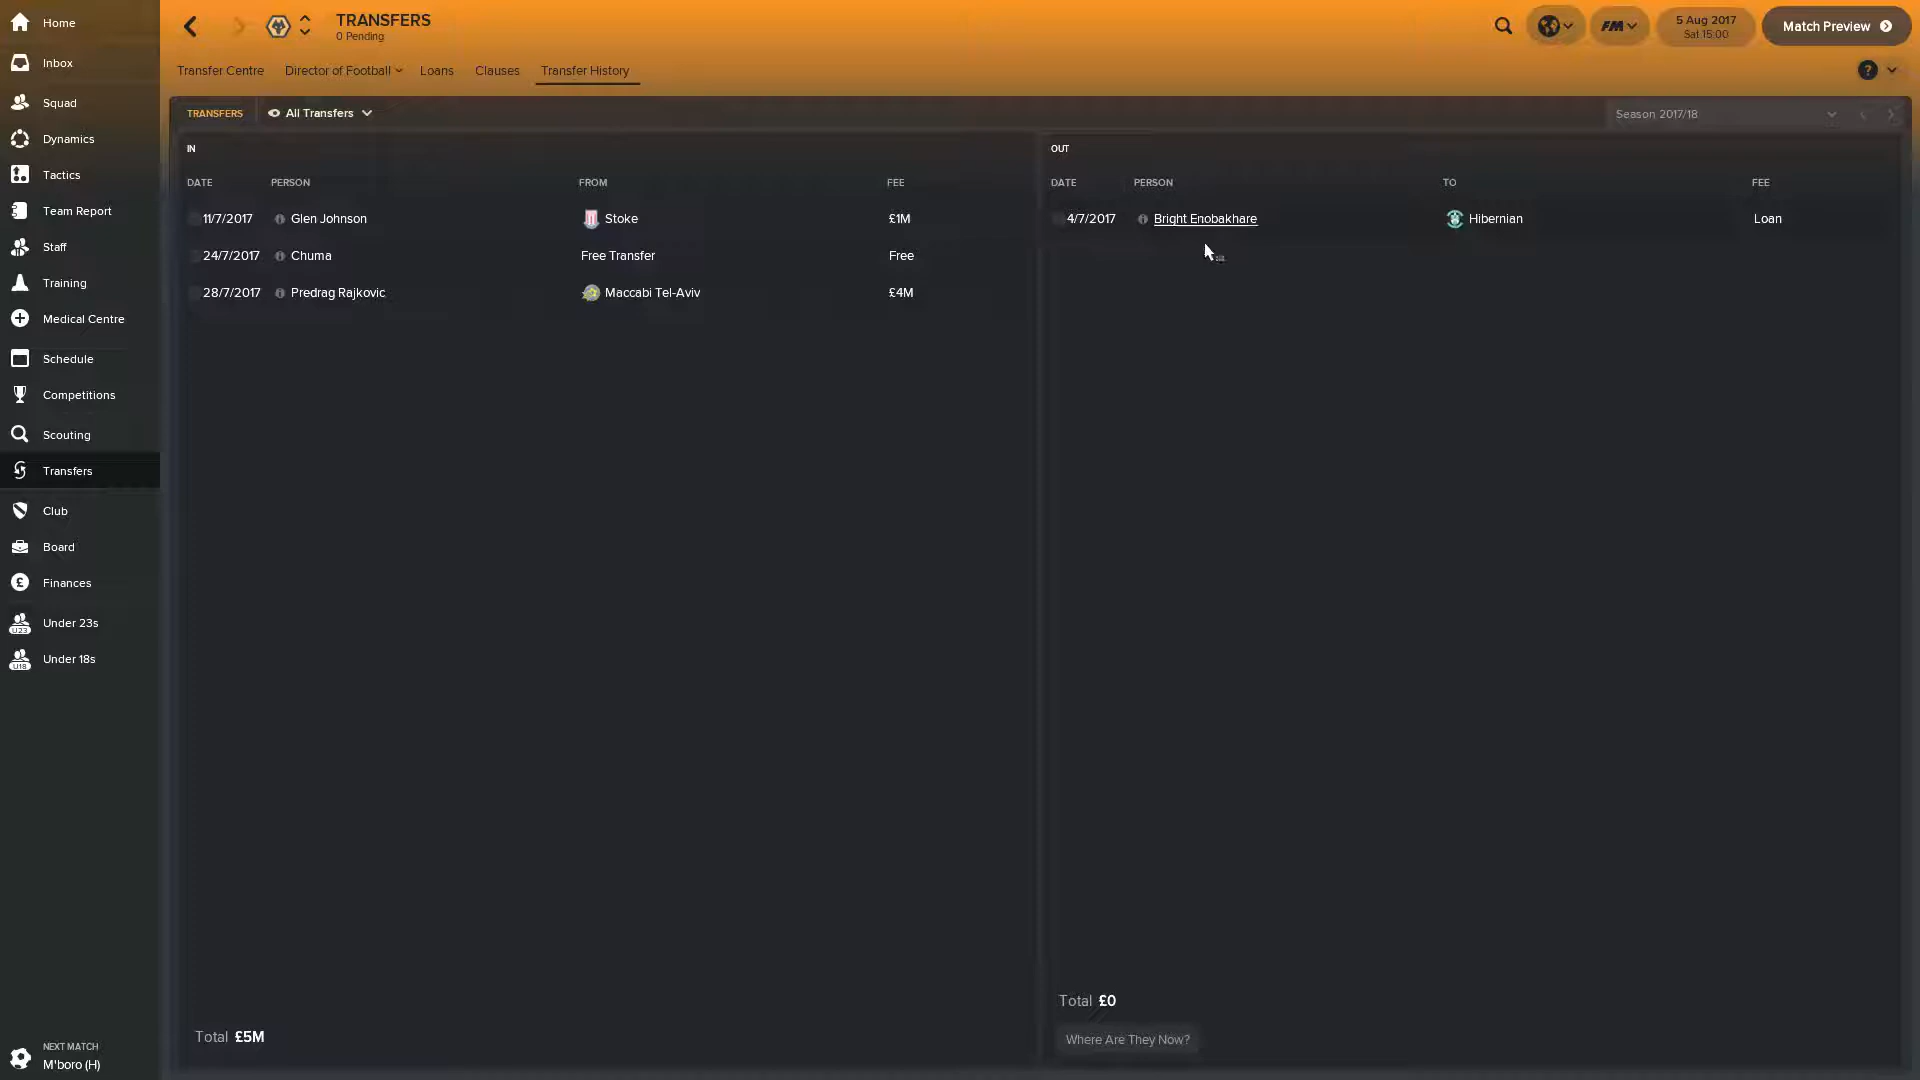 Home
Inbox
Squad
Dynamics
Tactics
Team Report
Staff
Training
Medical Centre
Schedule
Competitions
Scouting
Transfers
Club
Board
Finances
U23
Under 23s
U18
Under 18s
NEXT MATCH
M'boro (H)
TRANSFERS
0 Pending
FM
5 Aug 2017
Sat 15:00
Match Preview
Transfer Centre
Director of Football
Loans
Clauses
Transfer History
?
TRANSFERS
All Transfers
Season 2017/18
IN
DATE PERSON FROM FEE
11/7/2017 Glen Johnson Stoke £1M
24/7/2017 Chuma Free Transfer Free
28/7/2017 Predrag Rajkovic Maccabi Tel-Aviv £4M
Total £5M
OUT
DATE PERSON TO FEE
4/7/2017 Bright Enobakhare Hibernian Loan
Total £0
Where Are They Now?